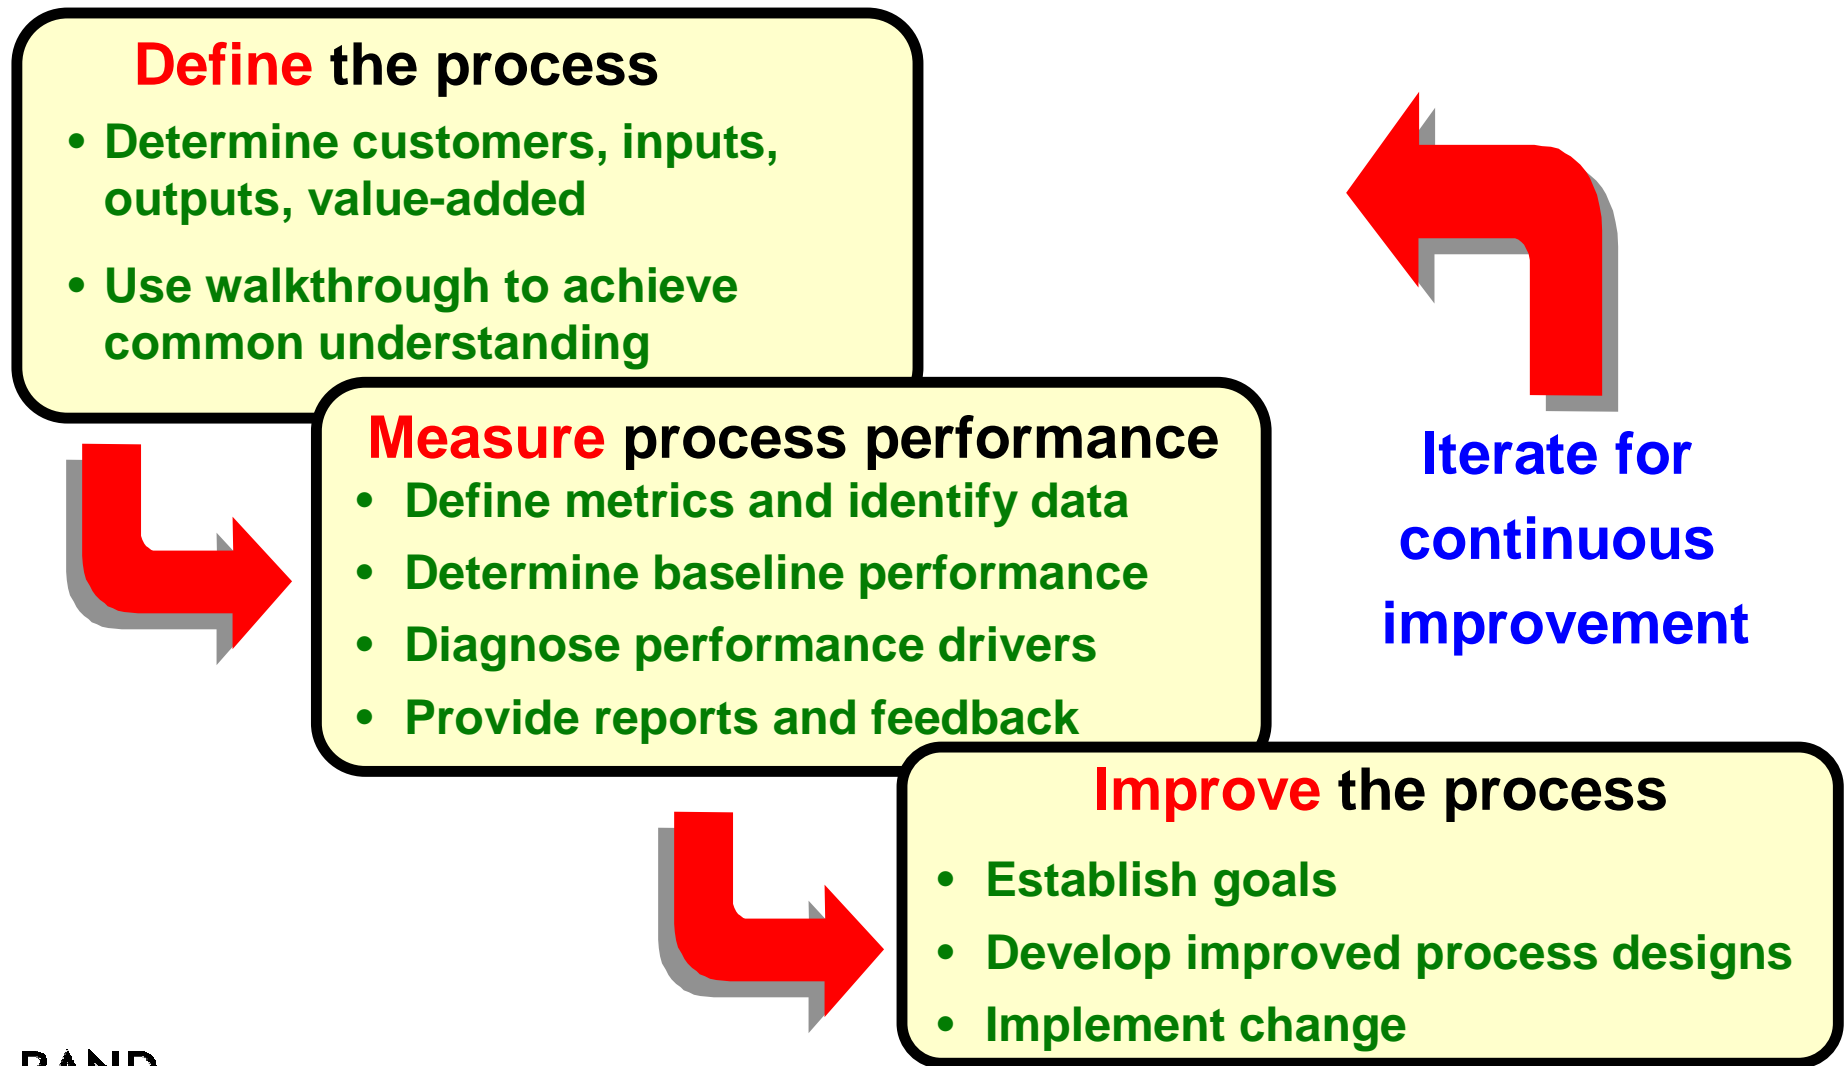 Define the process
• Determine customers, inputs,
outputs, value-added
• Use walkthrough to achieve
common understanding
Measure process performance
• Define metrics and identify data
• Determine baseline performance
• Diagnose performance drivers
• Provide reports and feedback
Iterate for
continuous
improvement
Improve the process
• Establish goals
• Develop improved process designs
• Implement change
RAND